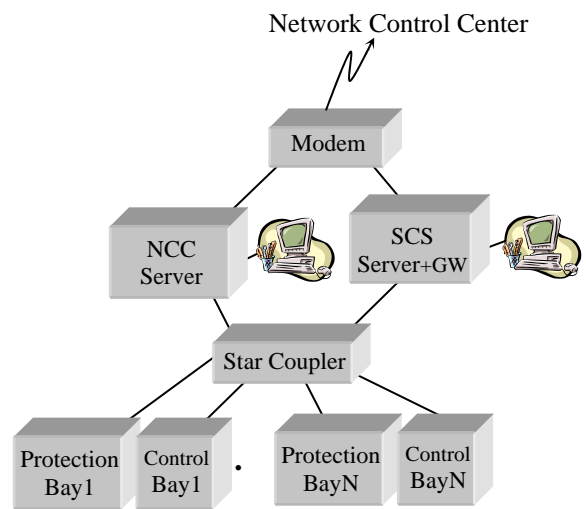 Network Control Center
Modem
NCC
Server
SCS
Server+GW
Star Coupler
Protection
Bay1
Control
Bay1
.
Protection
BayN
Control
BayN